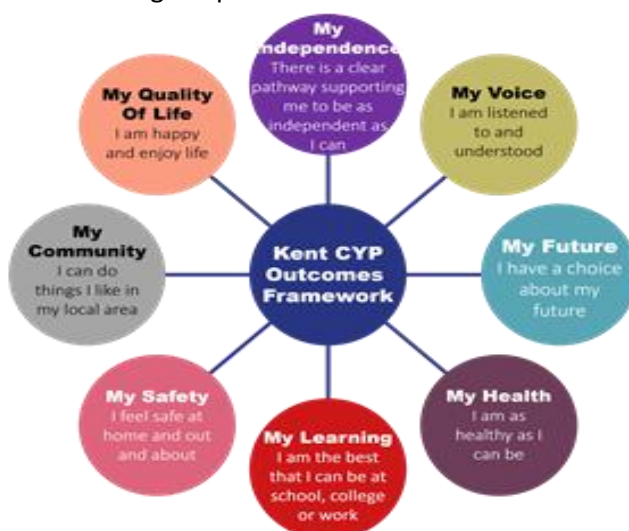 My
Independence
There is a clear
pathway supporting
me to be as
independent as
I can
My Voice
I am listened
to and
understood
My Future
I have a choice
about my
future
My Health
I am as
healthy as I
can be
My Learning
I am the best
that I can be at
school, college
or work
My Safety
I feel safe at
home and out
and about
My
Community
I can do
things I like in
my local area
My Quality
Of Life
I am happy
and enjoy life
Kent CYP
Outcomes
Framework